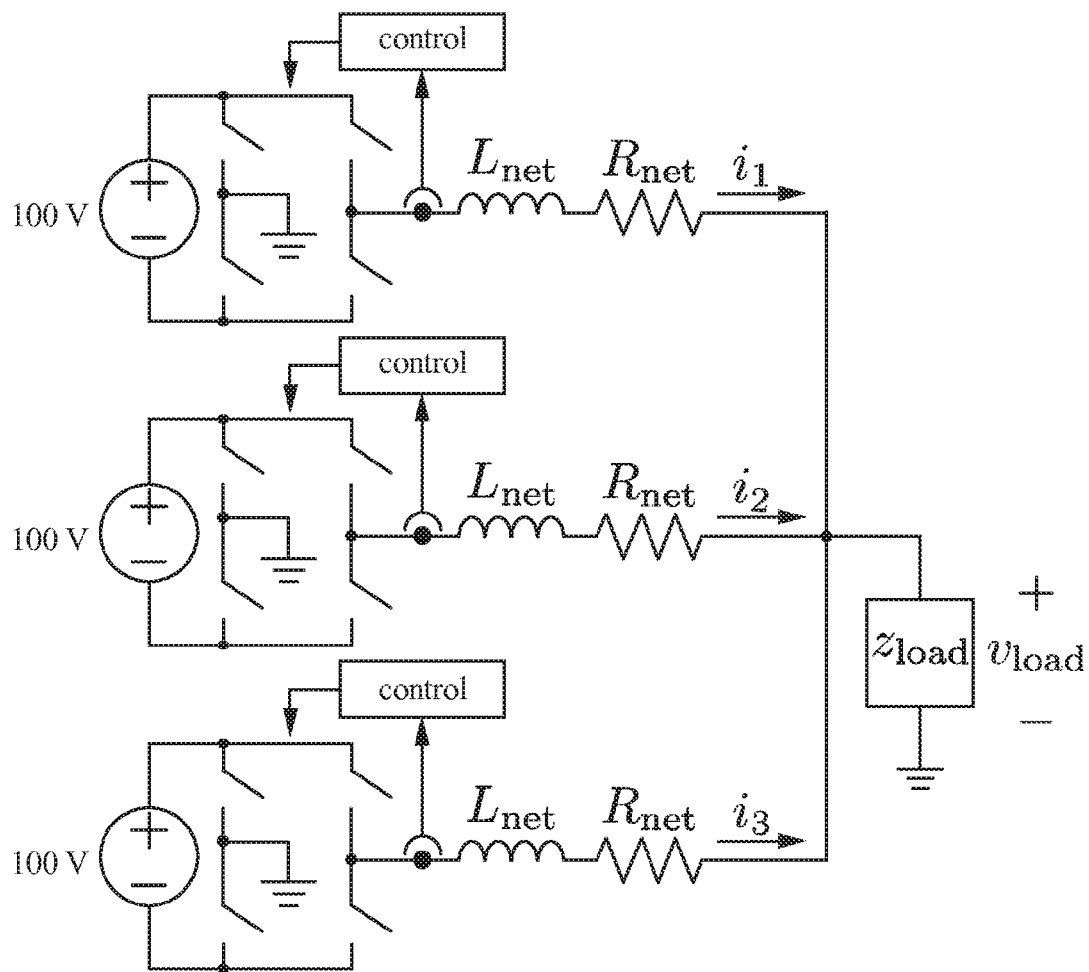 control
L_net R_net i_1
100 V
control
L_net R_net i_2
100 V
z_load v_load
control
L_net R_net i_3
100 V